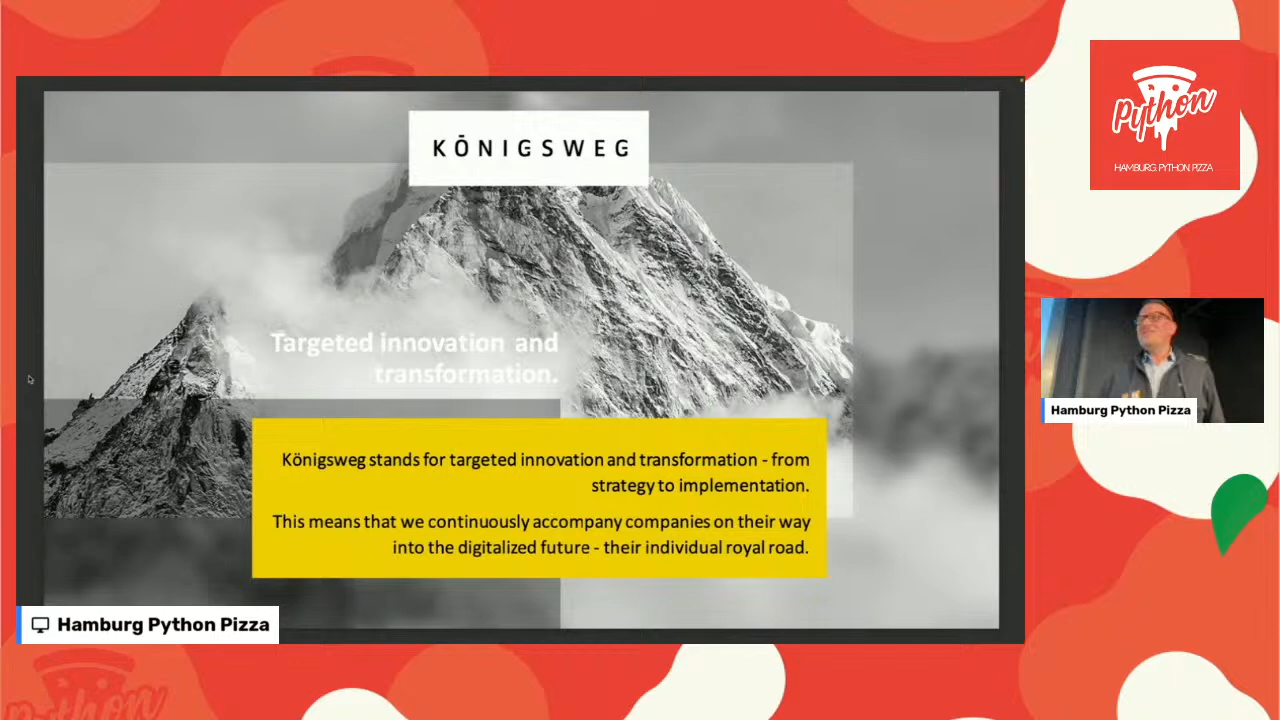 KÖNIGSWEG
Targeted innovation and
transformation.
Königsweg stands for targeted innovation and transformation - from
strategy to implementation.
This means that we continuously accompany companies on their way
into the digitalized future - their individual royal road.
Hamburg Python Pizza
Python
HAMBURG.PYTHON.PIZZA
Hamburg Python Pizza
Python